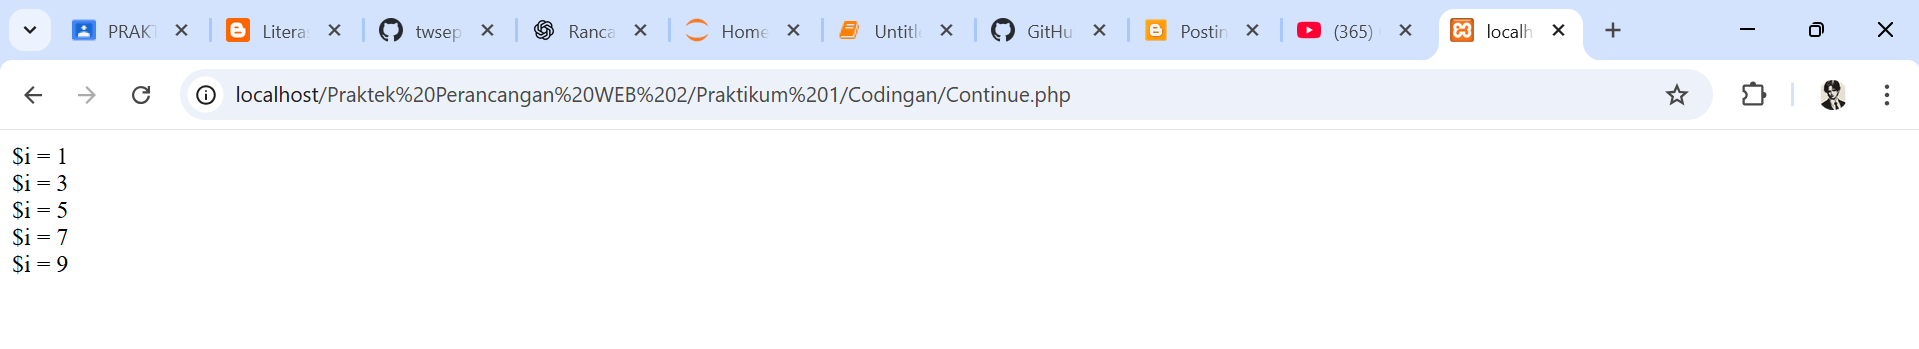 PRAKT Litera twsep Ranca Home Untitl GitHu Postin (365) localh
localhost/Praktek%20Perancangan%20WEB%202/Praktikum%201/Codingan/Continue.php
$i = 1
$i = 3
$i = 5
$i = 7
$i = 9